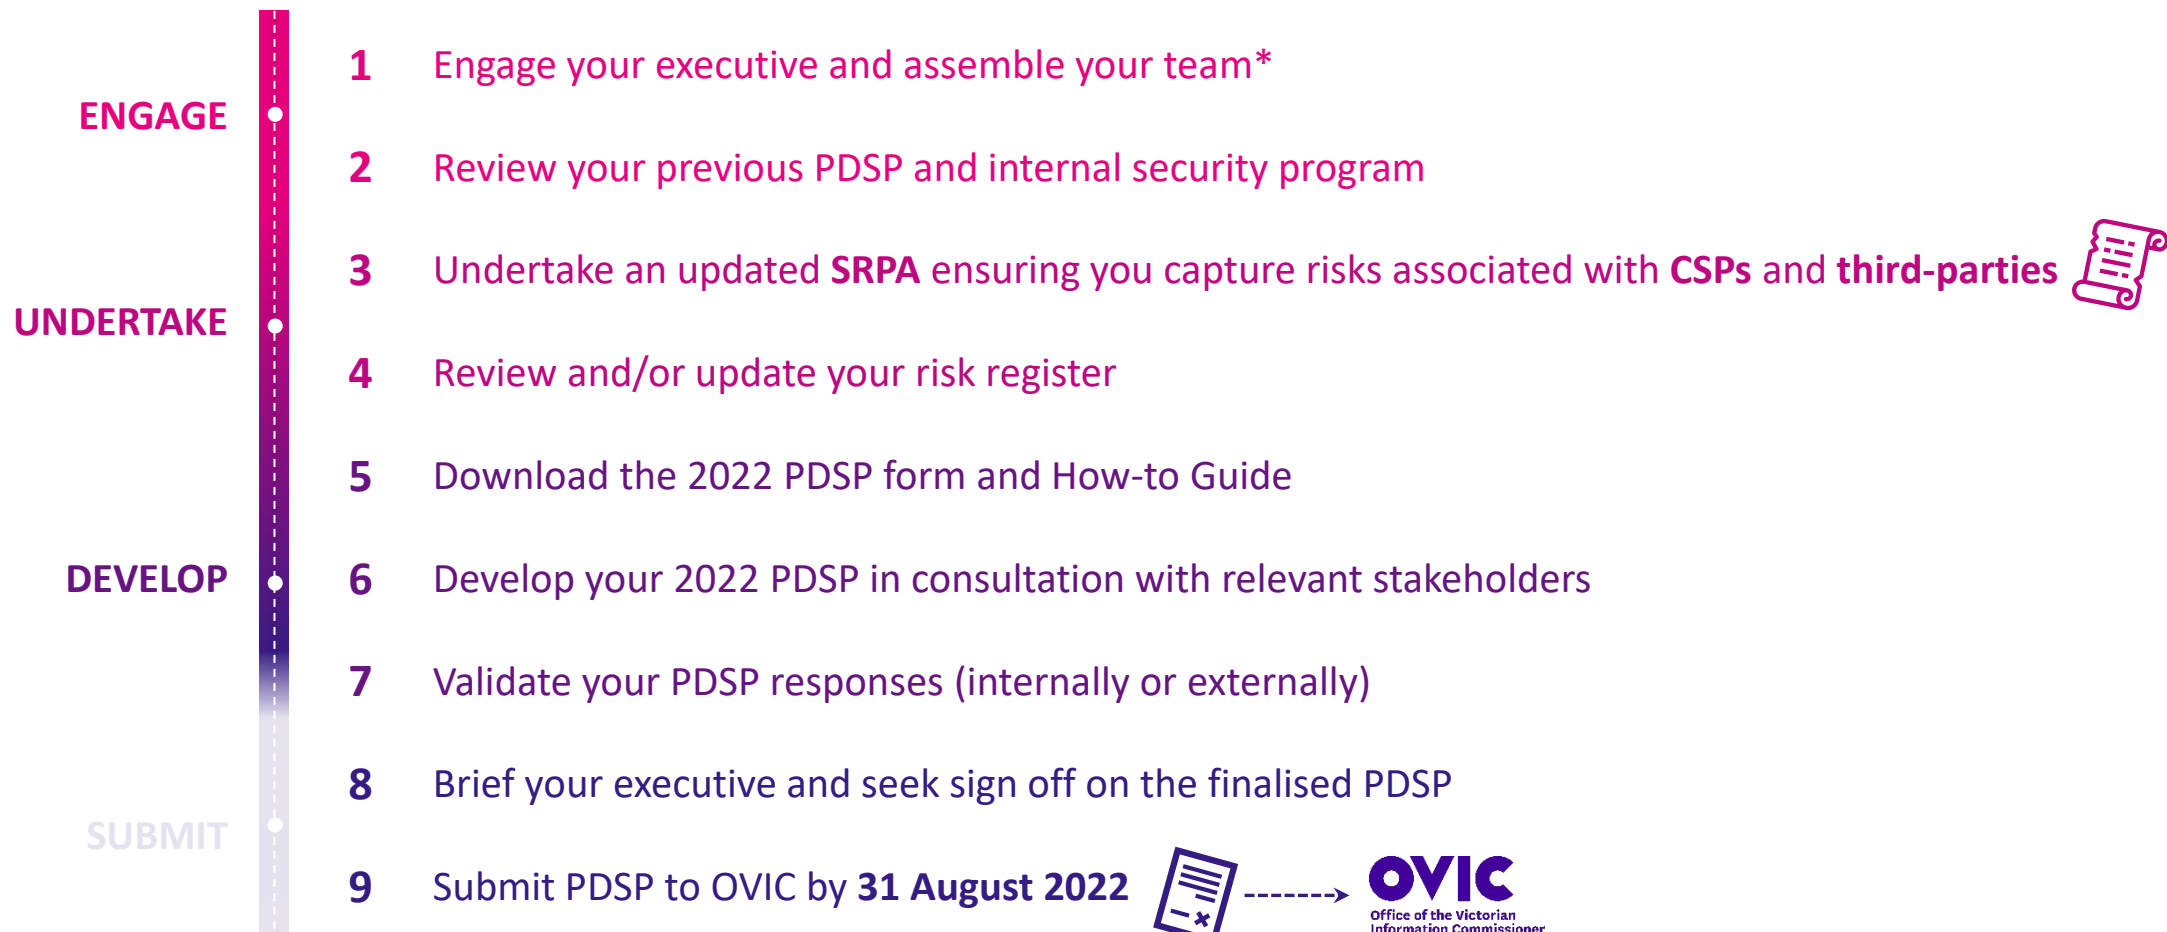 ENGAGE
1 Engage your executive and assemble your team*
2 Review your previous PDSP and internal security program
UNDERTAKE
3 Undertake an updated SRPA ensuring you capture risks associated with CSPs and third-parties
4 Review and/or update your risk register
DEVELOP
5 Download the 2022 PDSP form and How-to Guide
6 Develop your 2022 PDSP in consultation with relevant stakeholders
7 Validate your PDSP responses (internally or externally)
SUBMIT
8 Brief your executive and seek sign off on the finalised PDSP
9 Submit PDSP to OVIC by 31 August 2022
OVIC
Office of the Victorian
Information Commissioner